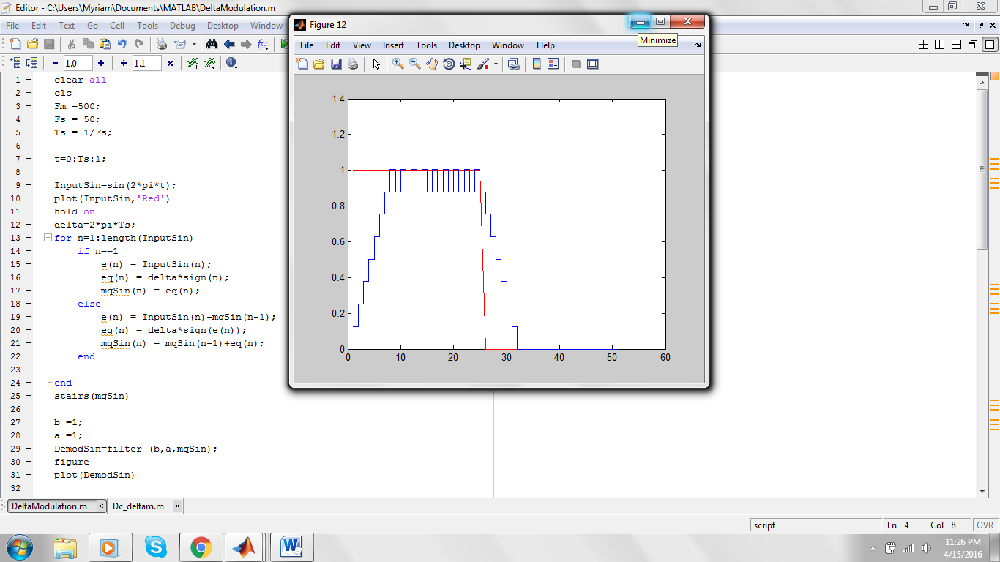 Editor - C:\Users\Myriam\Documents\MATLAB\DeltaModulation.m
File Edit Text Go Cell Tools Debug Desktop Window
1.0
1.1
1 clear all
2 clc
3 Fm =500;
4 Fs = 50;
5 Ts = 1/Fs;
6
7 t=0:Ts:1;
8
9 InputSin=sin(2*pi*t);
10 plot(InputSin,'Red')
11 hold on
12 delta=2*pi*Ts;
13 for n=1:length(InputSin)
14 if n==1
15 e(n) = InputSin(n);
16 eq(n) = delta*sign(n);
17 mqSin(n) = eq(n);
18 else
19 e(n) = InputSin(n)-mqSin(n-1);
20 eq(n) = delta*sign(e(n));
21 mqSin(n) = mqSin(n-1)+eq(n);
22 end
23
24 end
25 stairs(mqSin)
26
27 b =1;
28 a =1;
29 DemodSin=filter (b,a,mqSin);
30 figure
31 plot(DemodSin)
32
Figure 12
Minimize
File Edit View Insert Tools Desktop Window Help
1.4
1.2
1
0.8
0.6
0.4
0.2
0
0 10 20 30 40 50 60
DeltaModulation.m Dc_deltam.m
script Ln 4 Col 8 OVR
11:26 PM
4/15/2016